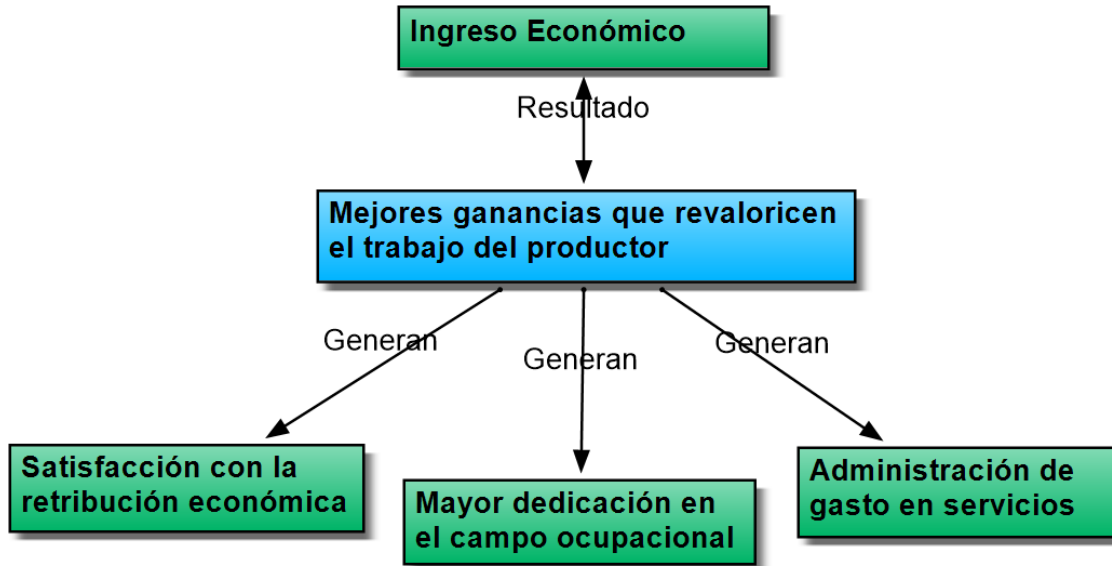 Ingreso Económico
Resultado
Mejores ganancias que revaloricen
el trabajo del productor
Generan
Generan
Generan
Satisfacción con la
retribución económica
Mayor dedicación en
el campo ocupacional
Administración de
gasto en servicios